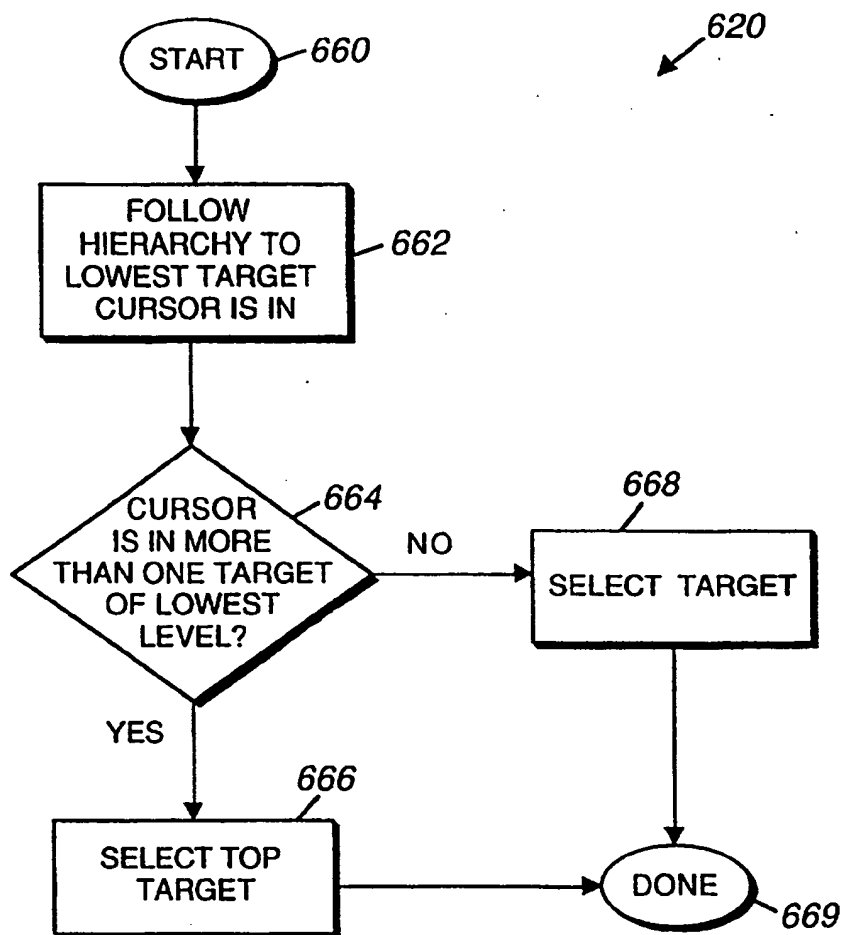 620
START
660
FOLLOW
HIERARCHY TO
LOWEST TARGET
CURSOR IS IN
662
CURSOR
IS IN MORE
THAN ONE TARGET
OF LOWEST
LEVEL?
664
NO
668
SELECT TARGET
YES
666
SELECT TOP
TARGET
DONE
669